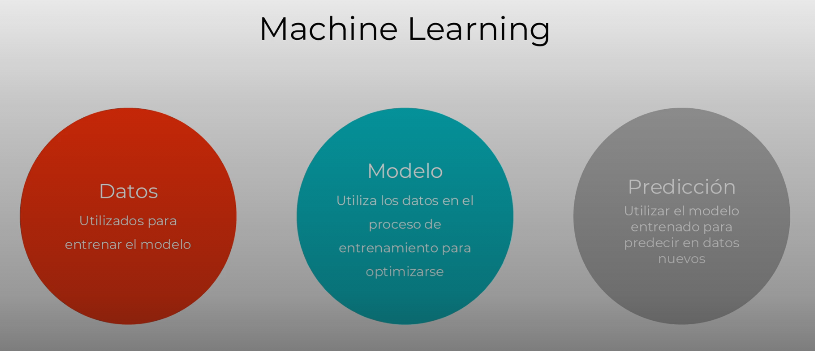 Machine Learning
Datos
Utilizados para
entrenar el modelo
Modelo
Utiliza los datos en el
proceso de
entrenamiento para
optimizarse
Predicción
Utilizar el modelo
entrenado para
predecir en datos
nuevos